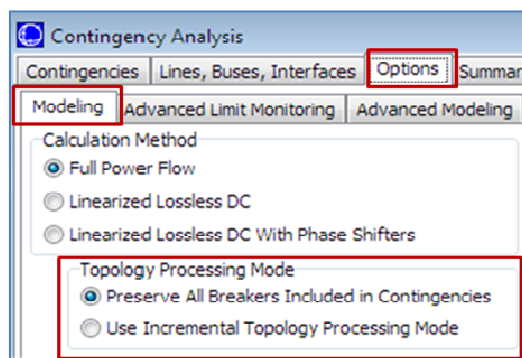 Contingency Analysis
Contingencies Lines, Buses, Interfaces Options Summar
Modeling Advanced Limit Monitoring Advanced Modeling
Calculation Method
Full Power Flow
Linearized Lossless DC
Linearized Lossless DC With Phase Shifters
Topology Processing Mode
Preserve All Breakers Included in Contingencies
Use Incremental Topology Processing Mode